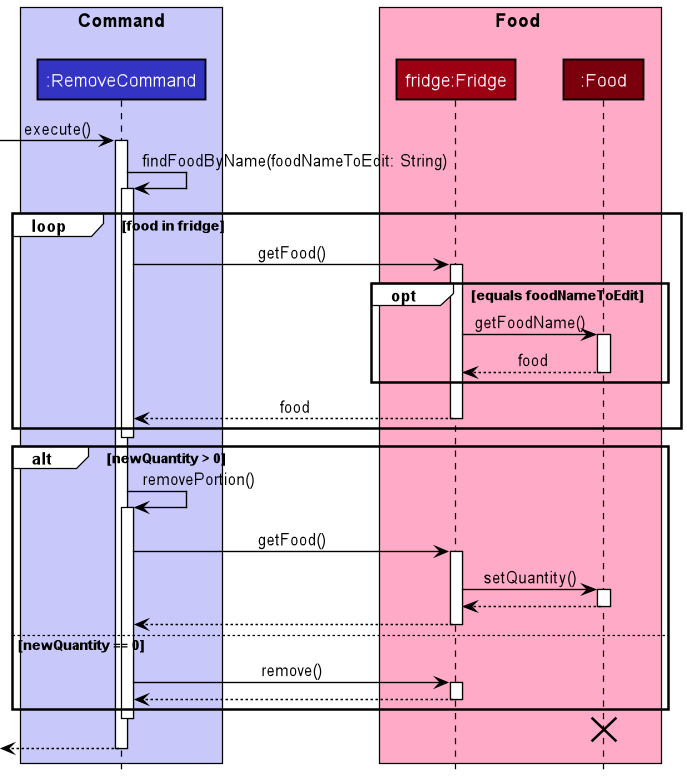 Command
Food
:RemoveCommand
fridge:Fridge
:Food
execute()
findFoodByName(foodNameToEdit: String)
loop
[food in fridge]
getFood()
opt
[equals foodNameToEdit]
getFoodName()
food
food
alt
[newQuantity > 0]
removePortion()
getFood()
setQuantity()
[newQuantity == 0]
remove()